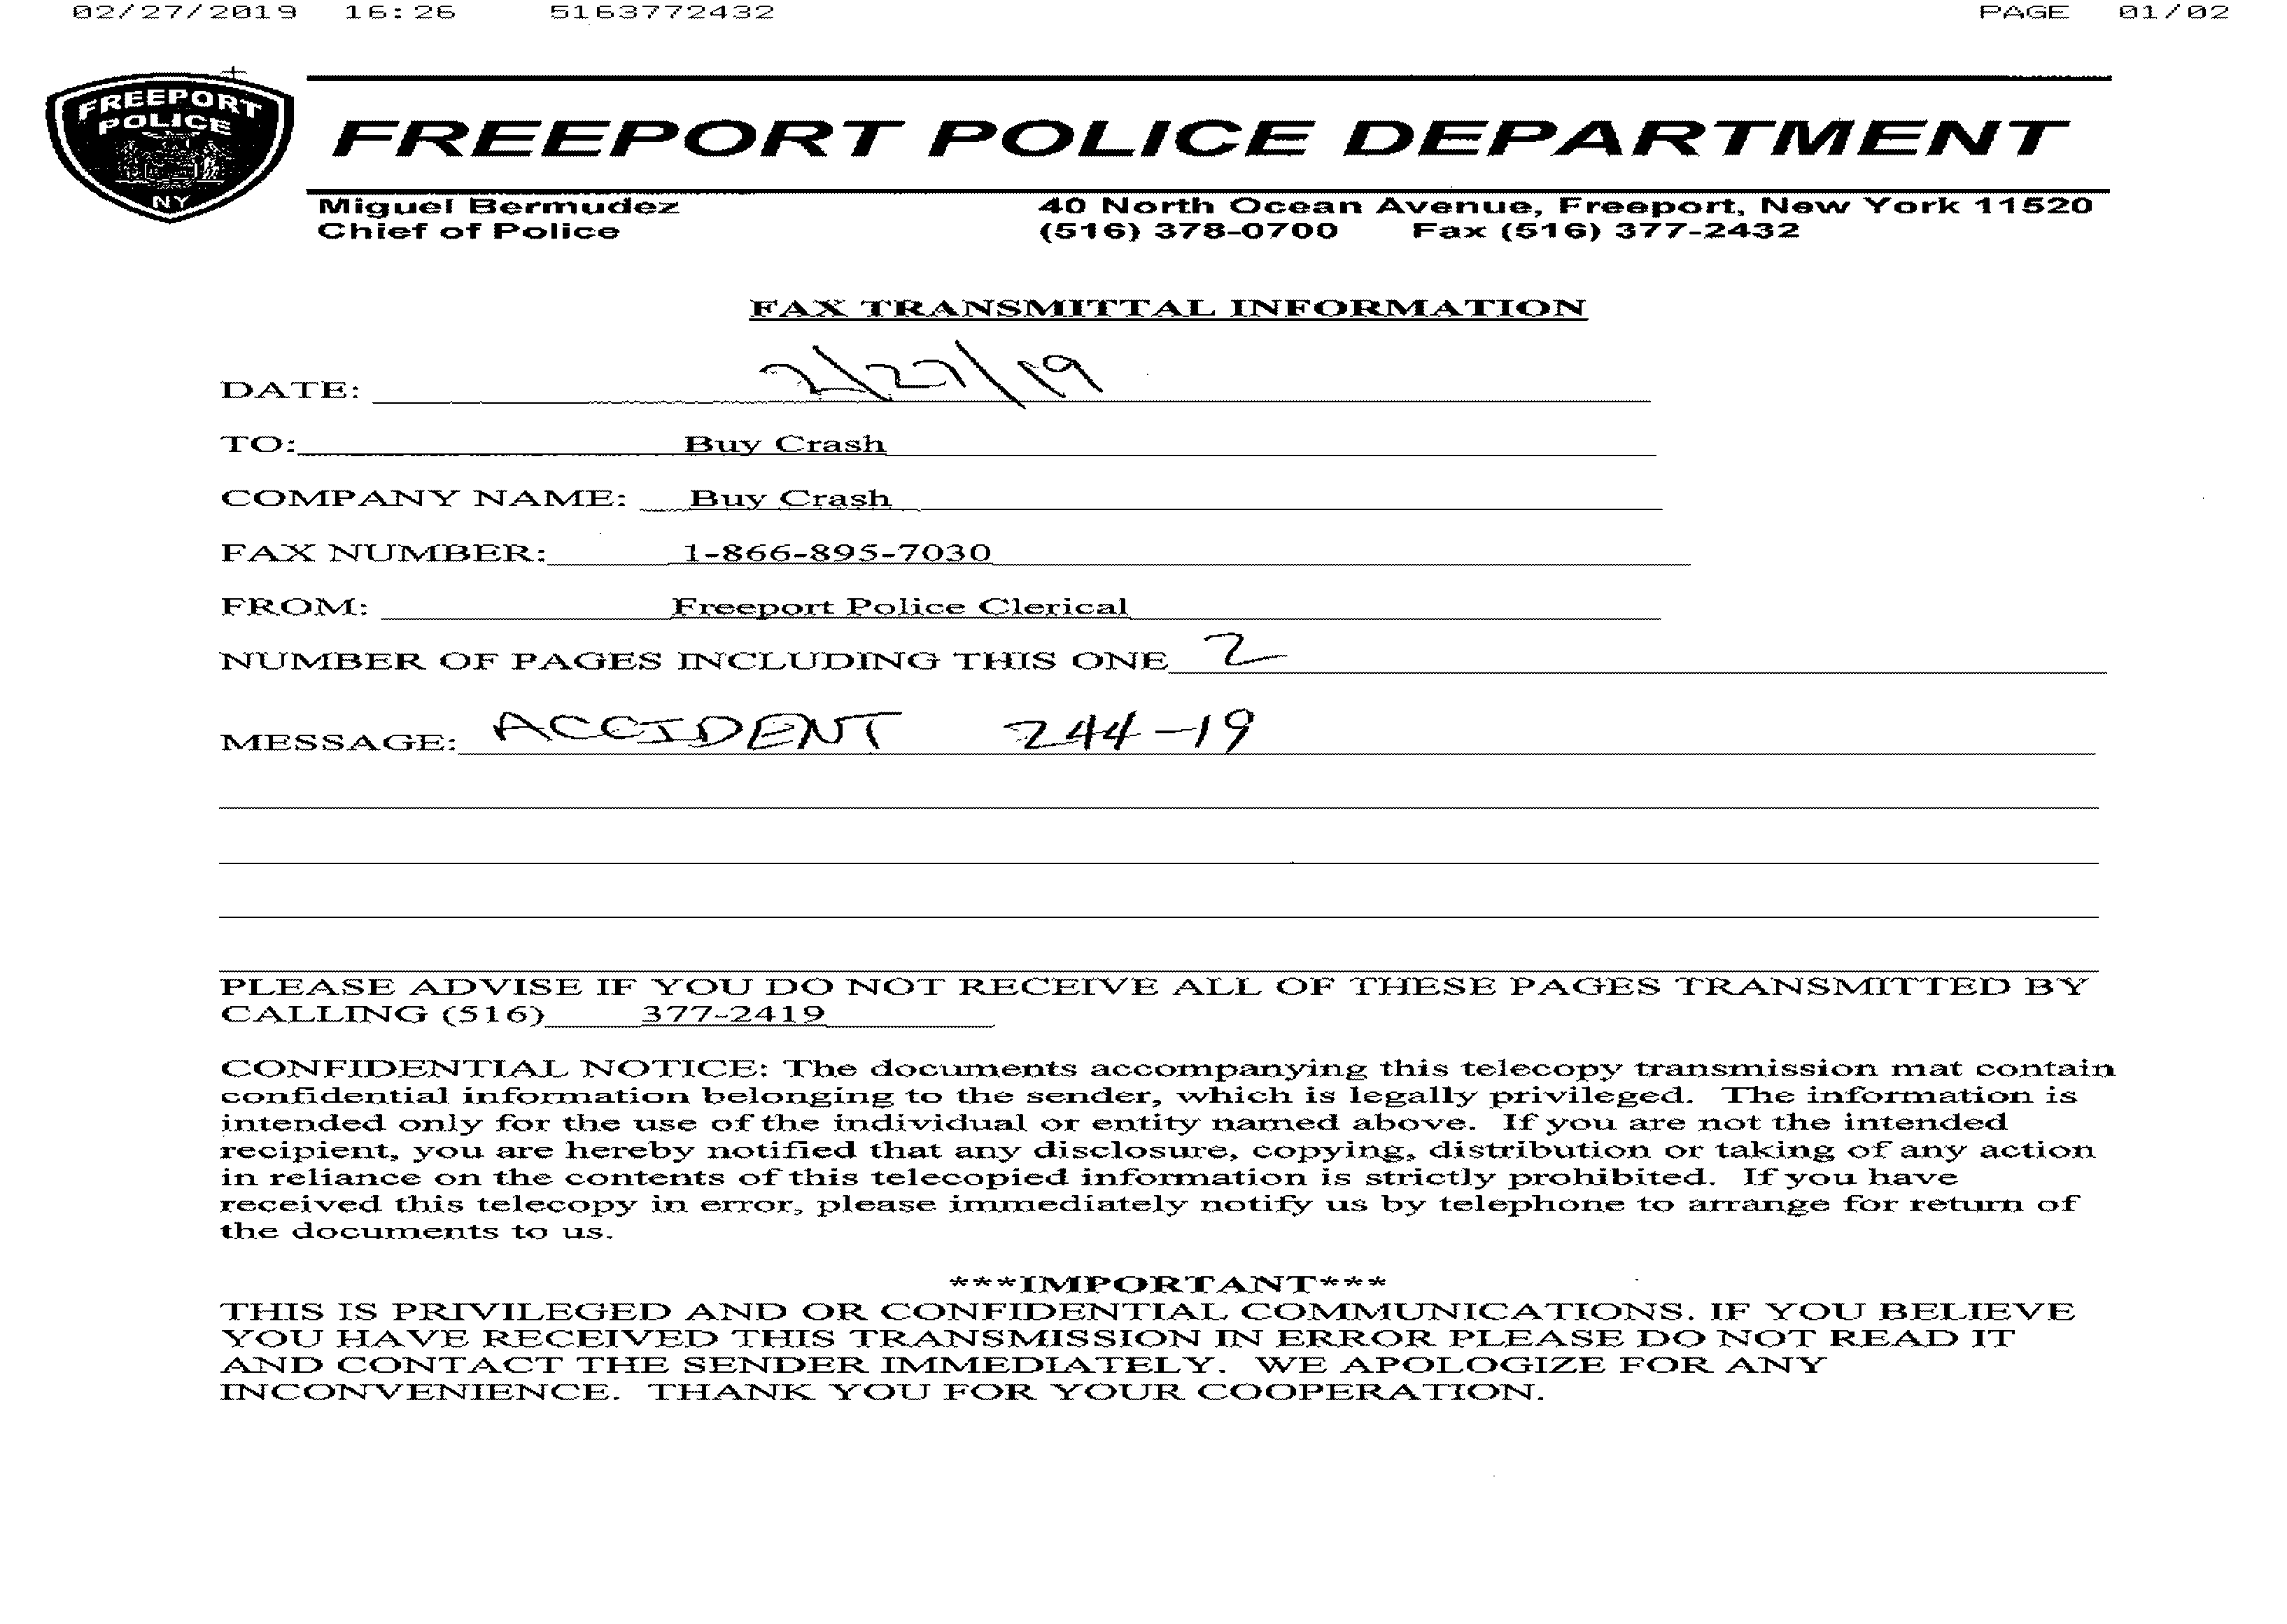 02/27/2019 16:26 5163772432 PAGE 01/02
FREEPORT
POLICE
NY
FREEPORT POLICE DEPARTMENT
Miguel Bermudez 40 North Ocean Avenue, Freeport, New York 11520
Chief of Police (516) 378-0700 Fax (516) 377-2432
FAX TRANSMITTAL INFORMATION
DATE: 2/27/19
TO: Buy Crash
COMPANY NAME: Buy Crash
FAX NUMBER: 1-866-895-7030
FROM: Freeport Police Clerical
NUMBER OF PAGES INCLUDING THIS ONE 2
MESSAGE: ACCIDENT 244-19
PLEASE ADVISE IF YOU DO NOT RECEIVE ALL OF THESE PAGES TRANSMITTED BY
CALLING (516) 377-2419
CONFIDENTIAL NOTICE: The documents accompanying this telecopy transmission mat contain
confidential information belonging to the sender, which is legally privileged. The information is
intended only for the use of the individual or entity named above. If you are not the intended
recipient, you are hereby notified that any disclosure, copying, distribution or taking of any action
in reliance on the contents of this telecopied information is strictly prohibited. If you have
received this telecopy in error, please immediately notify us by telephone to arrange for return of
the documents to us.
***IMPORTANT***
THIS IS PRIVILEGED AND OR CONFIDENTIAL COMMUNICATIONS. IF YOU BELIEVE
YOU HAVE RECEIVED THIS TRANSMISSION IN ERROR PLEASE DO NOT READ IT
AND CONTACT THE SENDER IMMEDIATELY. WE APOLOGIZE FOR ANY
INCONVENIENCE. THANK YOU FOR YOUR COOPERATION.